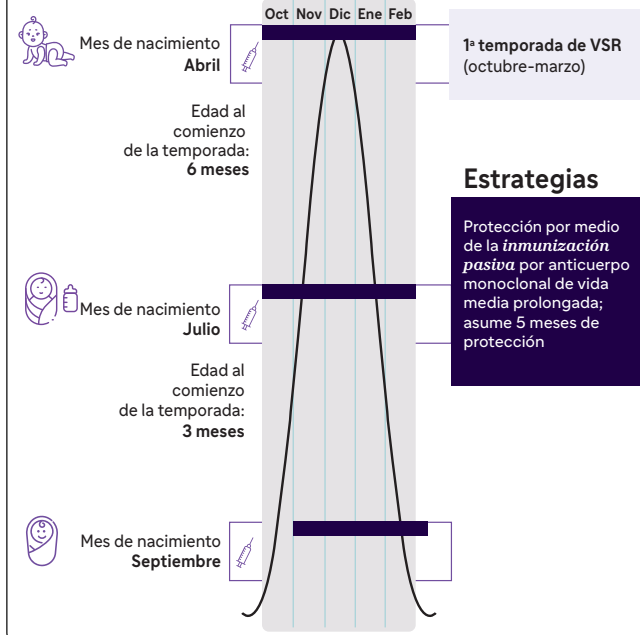 Oct Nov Dic Ene Feb
Mes de nacimiento
Abril
1ª temporada de VSR
(octubre-marzo)
Edad al
comienzo
de la temporada:
6 meses
Estrategias
Protección por medio
de la inmunización
pasiva por anticuerpo
monoclonal de vida
media prolongada;
asume 5 meses de
protección
Mes de nacimiento
Julio
Edad al
comienzo
de la temporada:
3 meses
Mes de nacimiento
Septiembre